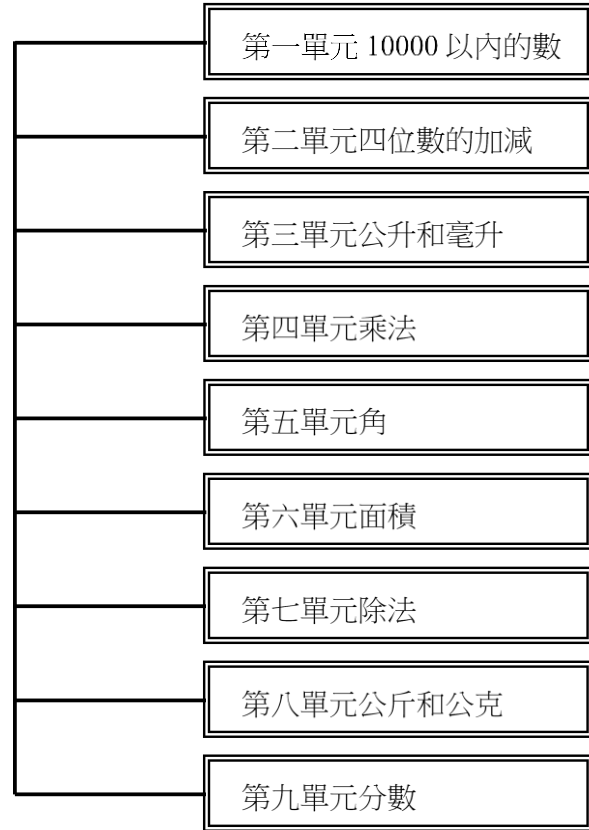 第一單元 10000 以內的數
第二單元四位數的加減
第三單元公升和毫升
第四單元乘法
第五單元角
第六單元面積
第七單元除法
第八單元公斤和公克
第九單元分數